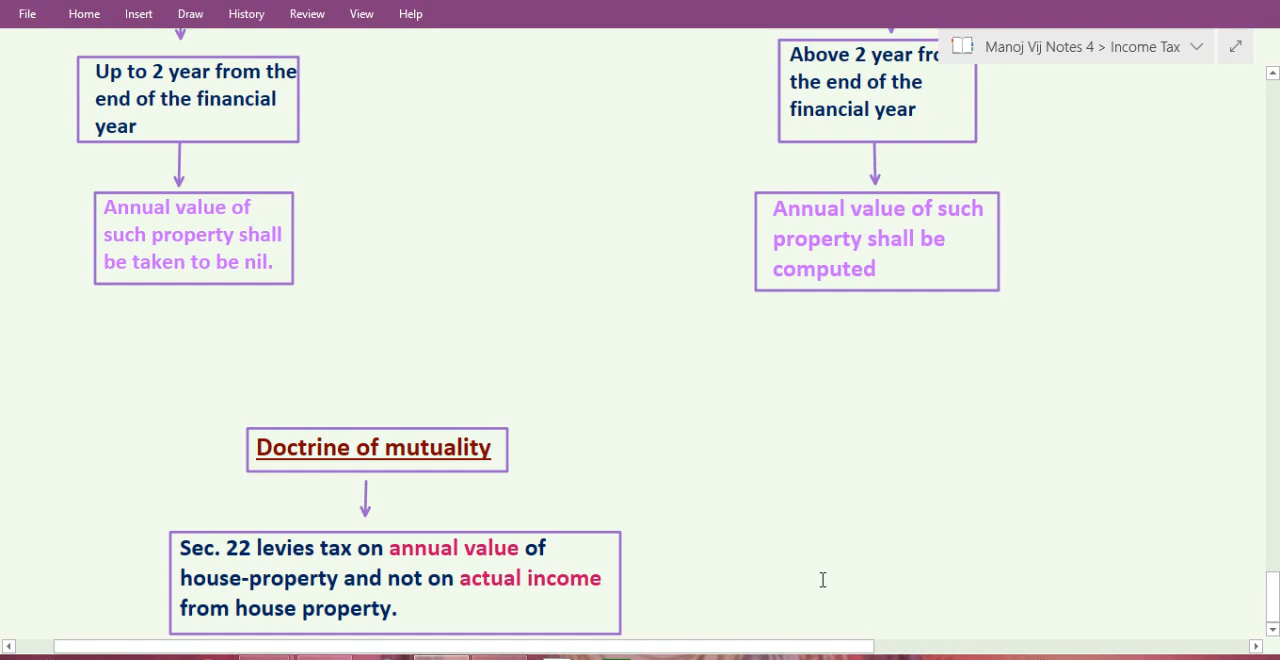 File Home Insert Draw History Review View Help
Manoj Vij Notes 4 > Income Tax
Up to 2 year from the
end of the financial
year
Above 2 year
the end of the
financial year
Annual value of
such property shall
be taken to be nil.
Annual value of such
property shall be
computed
Doctrine of mutuality
Sec. 22 levies tax on annual value of
house-property and not on actual income
from house property.